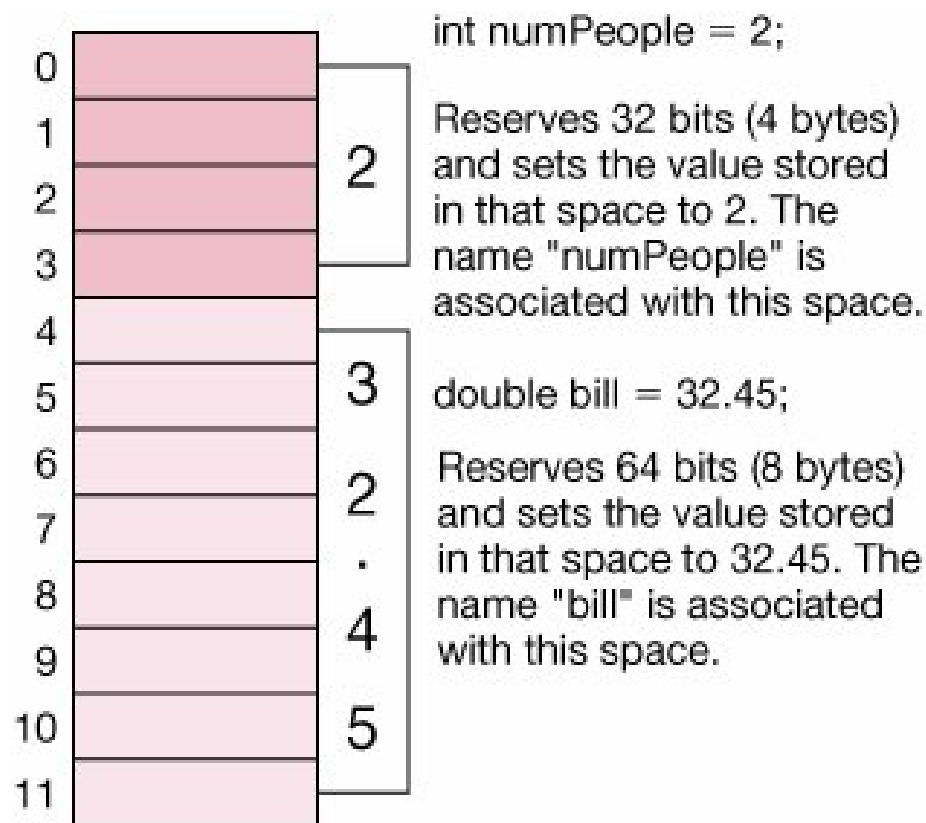 0
1
2
3
4
5
6
7
8
9
10
11
2
3
2
.
4
5
int numPeople = 2;
Reserves 32 bits (4 bytes)
and sets the value stored
in that space to 2. The
name "numPeople" is
associated with this space.
double bill = 32.45;
Reserves 64 bits (8 bytes)
and sets the value stored
in that space to 32.45. The
name "bill" is associated
with this space.